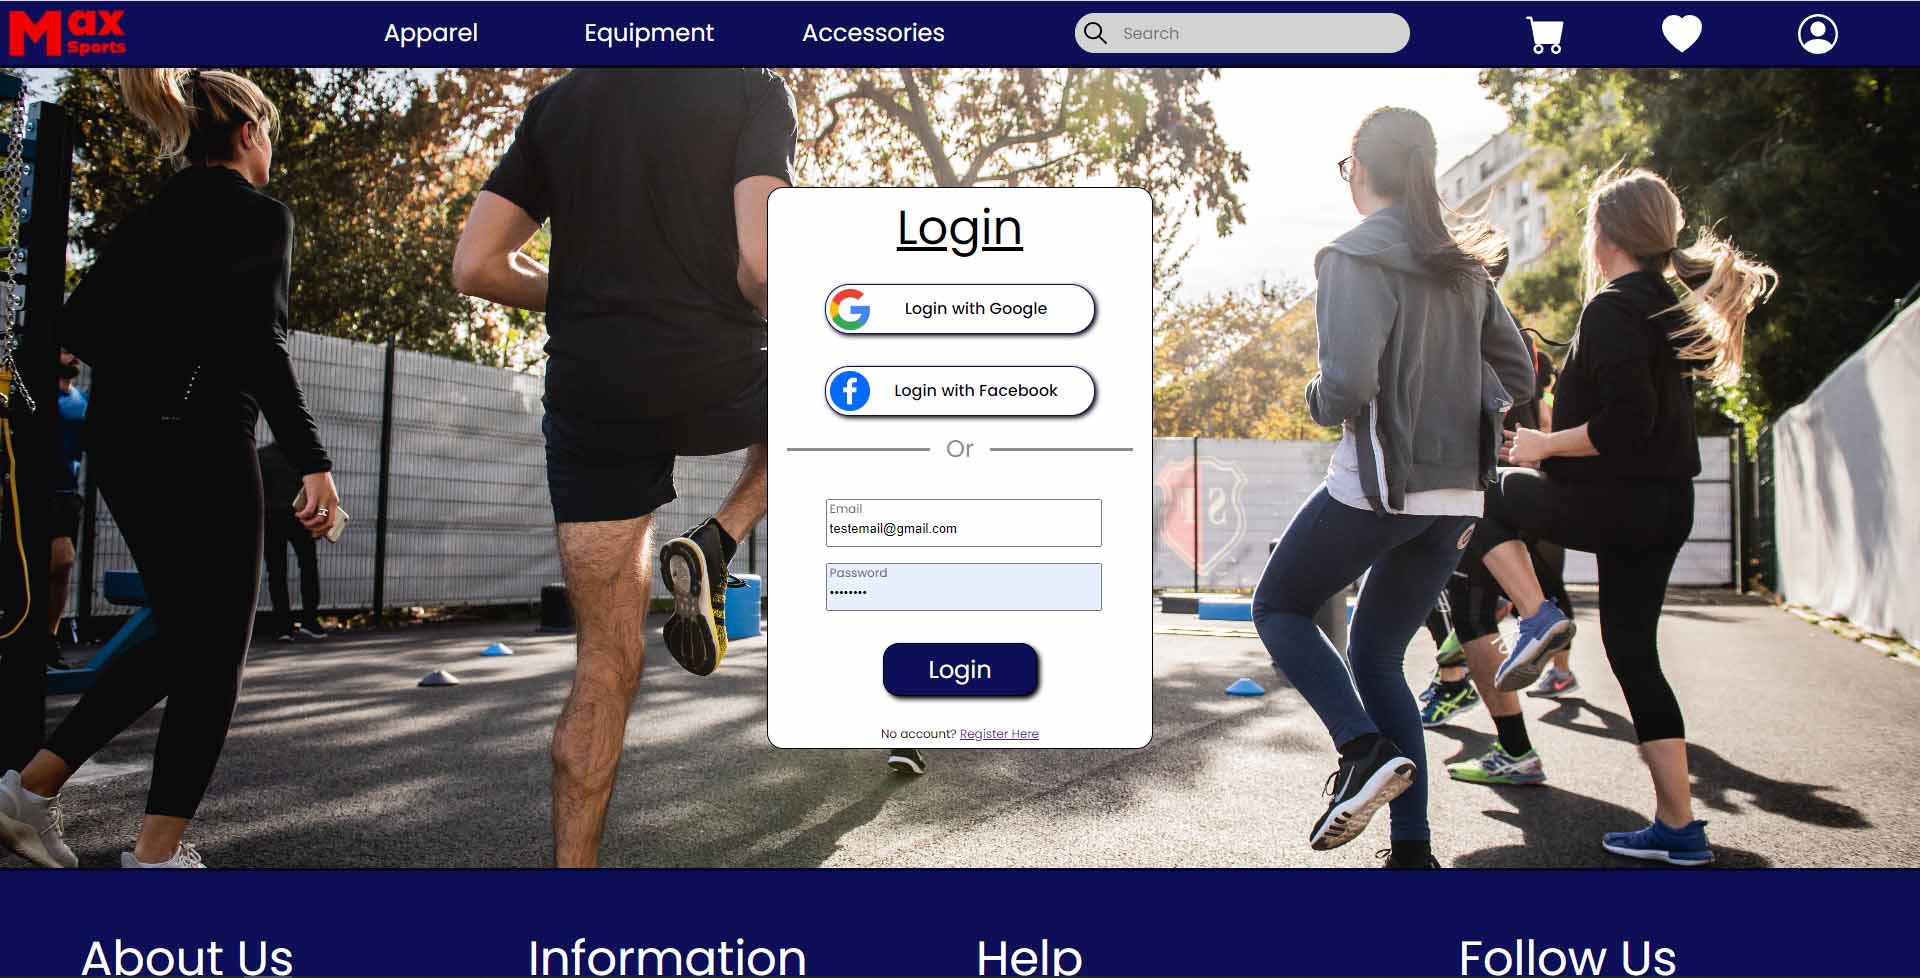 Max
Sports
Apparel
Equipment
Accessories
Search
Login
Login with Google
Login with Facebook
Or
Email
testemail@gmail.com
Password
••••••••
Login
No account? Register Here
About Us
Information
Help
Follow Us